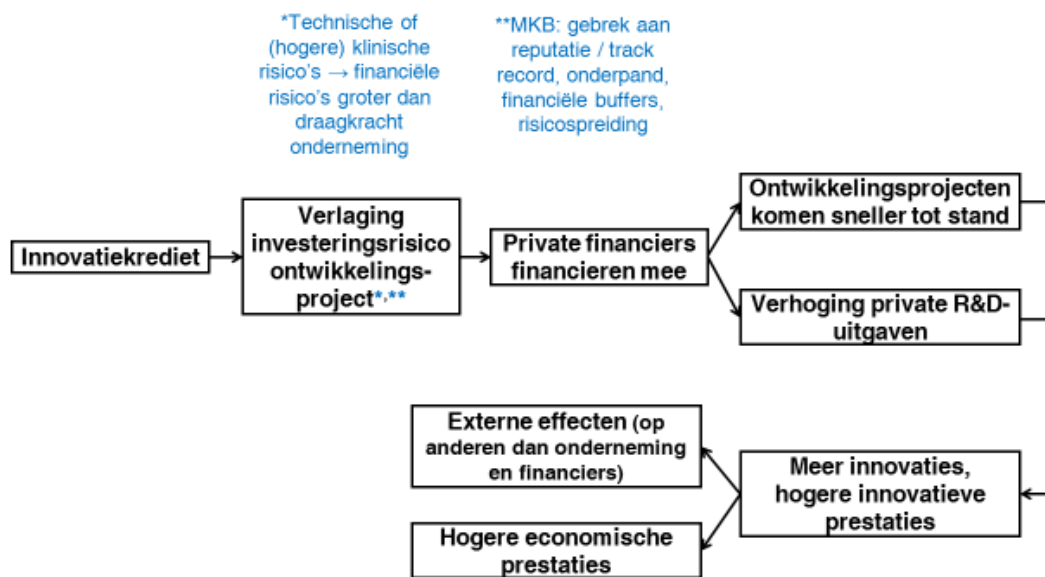 *Technische of
(hogere) klinische
risico's → financiële
risico's groter dan
draagkracht
onderneming
**MKB: gebrek aan
reputatie / track
record, onderpand,
financiële buffers,
risicospreiding
Innovatiekrediet
Verlaging
investeringsrisico
ontwikkelings-
project*,**
Private financiers
financieren mee
Ontwikkelingsprojecten
komen sneller tot stand
Verhoging private R&D-
uitgaven
Externe effecten (op
anderen dan onderneming
en financiers)
Meer innovaties,
hogere innovatieve
prestaties
Hogere economische
prestaties